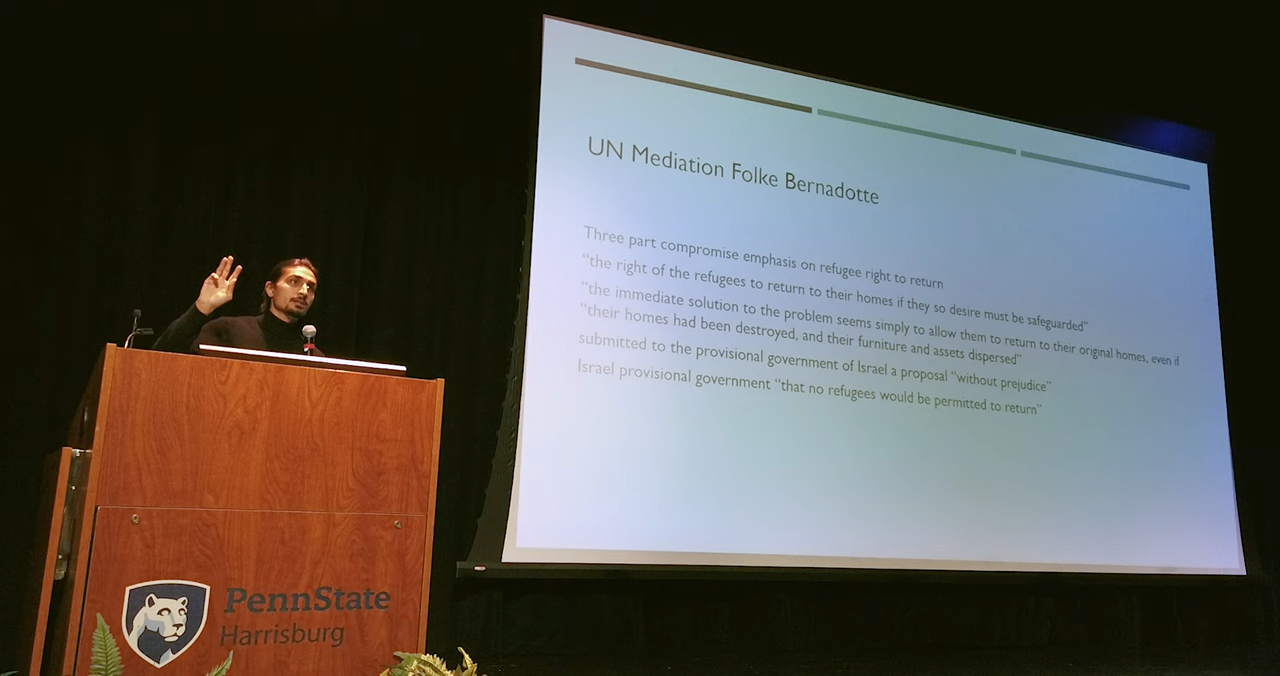 UN Mediation Folke Bernadotte
Three part compromise emphasis on refugee right to return
“the right of the refugees to return to their homes if they so desire must be safeguarded”
“the immediate solution to the problem seems simply to allow them to return to their original homes, even if
“their homes had been destroyed, and their furniture and assets dispersed”
submitted to the provisional government of Israel a proposal “without prejudice”
Israel provisional government “that no refugees would be permitted to return”
PennState
Harrisburg